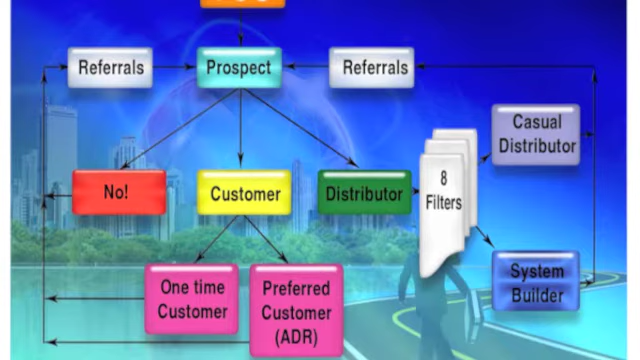 Referrals
Prospect
Referrals
Casual
Distributor
No!
Customer
Distributor
8
Filters
One time
Customer
Preferred
Customer
(ADR)
System
Builder